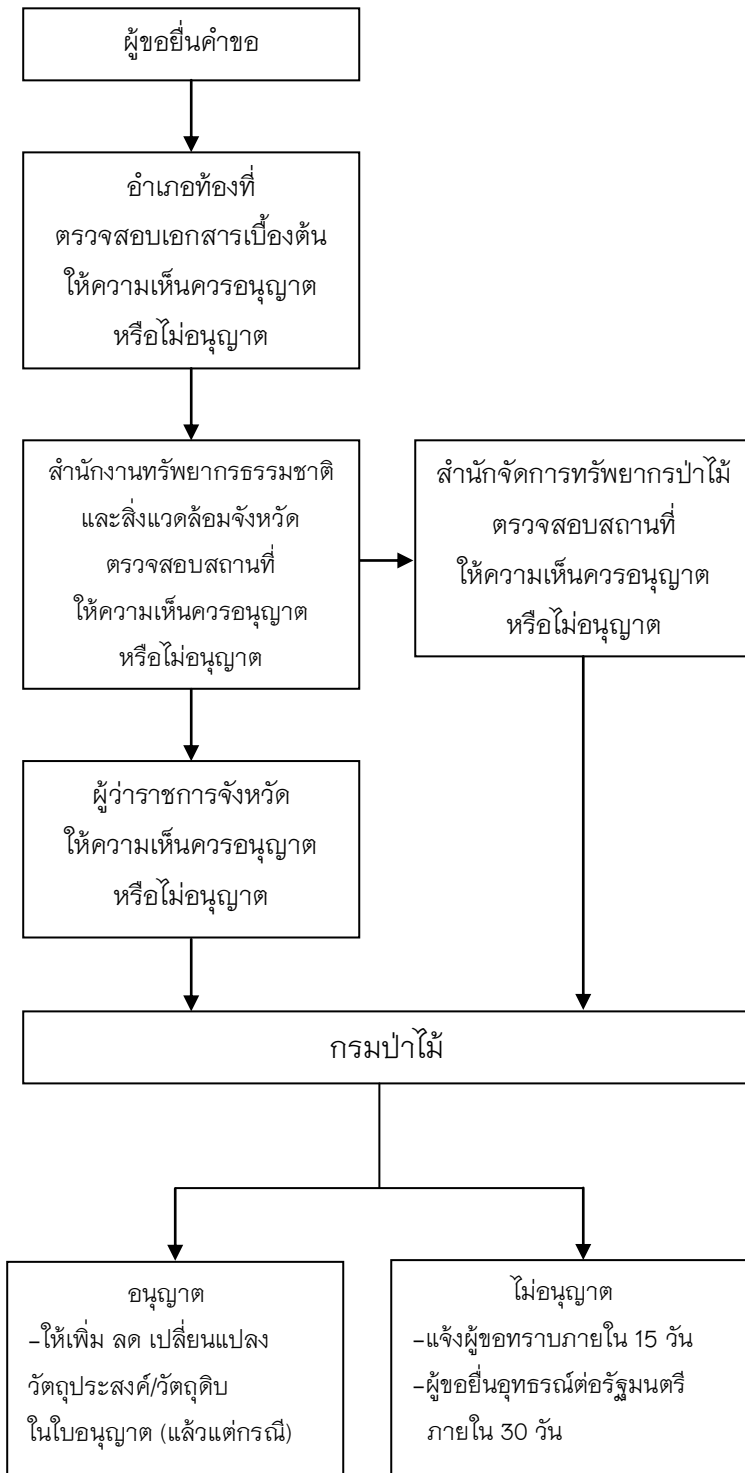 ผู้ขอยื่นคำขอ
อำเภอท้องที่
ตรวจสอบเอกสารเบื้องต้น
ให้ความเห็นควรอนุญาต
หรือไม่อนุญาต
สำนักงานทรัพยากรธรรมชาติ
และสิ่งแวดล้อมจังหวัด
ตรวจสอบสถานที่
ให้ความเห็นควรอนุญาต
หรือไม่อนุญาต
สำนักจัดการทรัพยากรป่าไม้
ตรวจสอบสถานที่
ให้ความเห็นควรอนุญาต
หรือไม่อนุญาต
ผู้ว่าราชการจังหวัด
ให้ความเห็นควรอนุญาต
หรือไม่อนุญาต
กรมป่าไม้
อนุญาต
-ให้เพิ่ม ลด เปลี่ยนแปลง
วัตถุประสงค์/วัตถุดิบ
ในใบอนุญาต (แล้วแต่กรณี)
ไม่อนุญาต
-แจ้งผู้ขอทราบภายใน 15 วัน
-ผู้ขอยื่นอุทธรณ์ต่อรัฐมนตรี
ภายใน 30 วัน